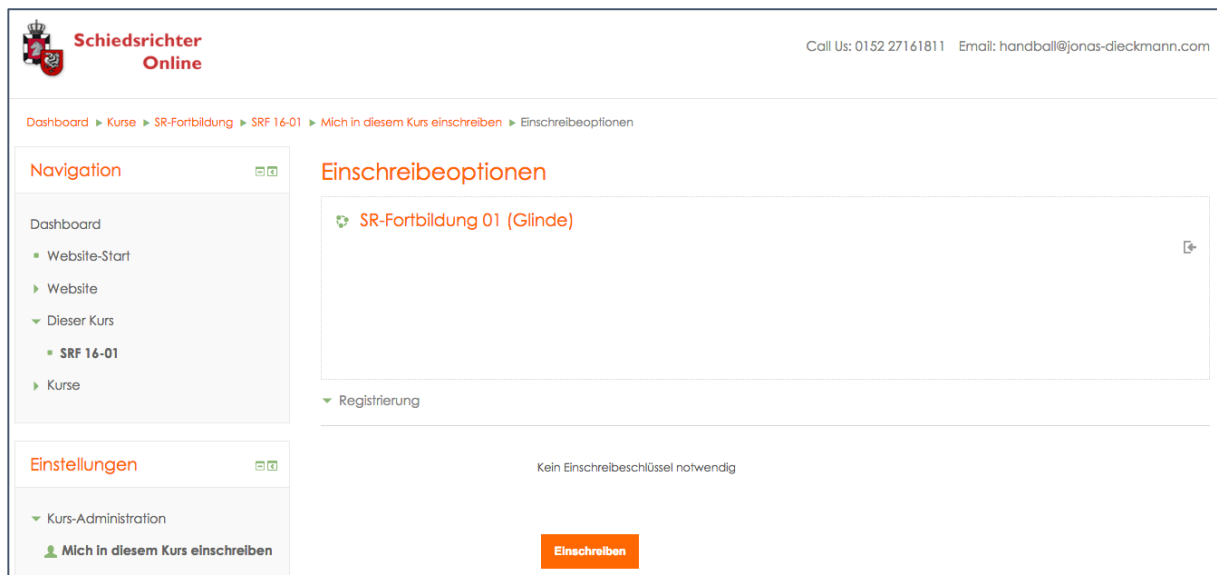 Schiedsrichter
Online
Call Us: 0152 27161811 Email: handball@jonas-dieckmann.com
Dashboard ▶ Kurse ▶ SR-Fortbildung ▶ SRF 16-01 ▶ Mich in diesem Kurs einschreiben ▶ Einschreibeoptionen
Navigation
Dashboard
Website-Start
Website
Dieser Kurs
SRF 16-01
Kurse
Einstellungen
Kurs-Administration
Mich in diesem Kurs einschreiben
Einschreibeoptionen
SR-Fortbildung 01 (Glinde)
Registrierung
Kein Einschreibeschlüssel notwendig
Einschreiben